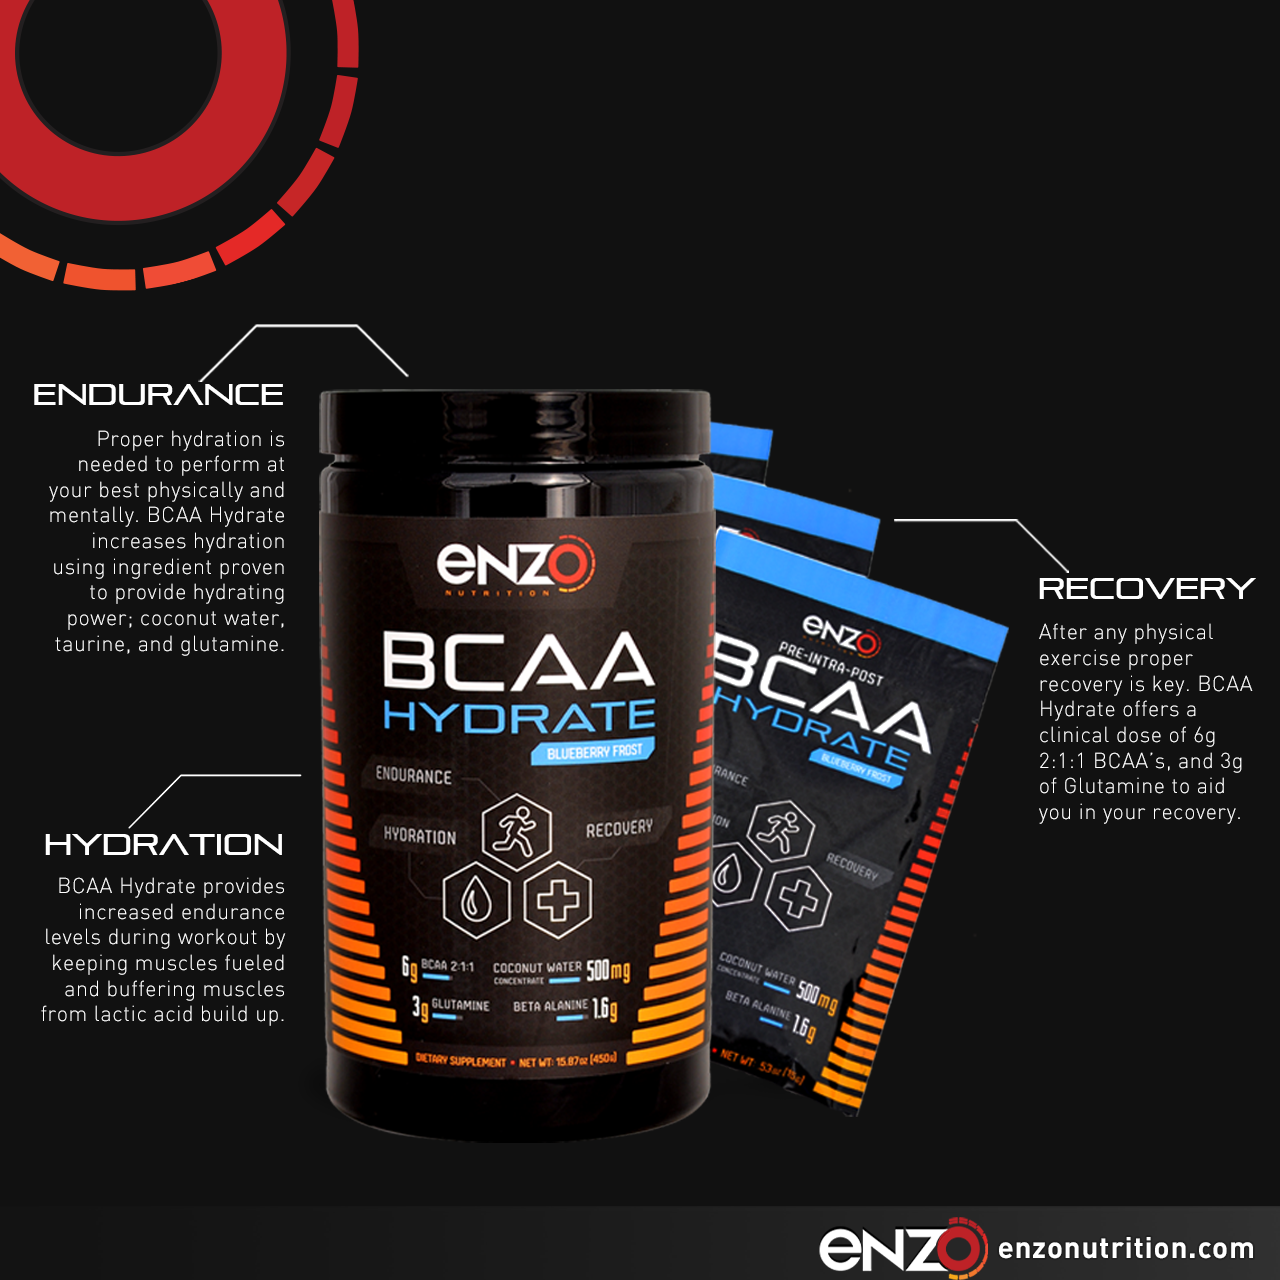 ENDURANCE
Proper hydration is
needed to perform at
your best physically and
mentally. BCAA Hydrate
increases hydration
using ingredient proven
to provide hydrating
power; coconut water,
taurine, and glutamine.
HYDRATION
BCAA Hydrate provides
increased endurance
levels during workout by
keeping muscles fueled
and buffering muscles
from lactic acid build up.
enzo
NUTRITION
BCAA
HYDRATE
BLUEBERRY FROST
ENDURANCE
HYDRATION
RECOVERY
6g BCAA 2:1:1
COCONUT WATER CONCENTRATE 500mg
3g GLUTAMINE
BETA ALANINE 1.6g
DIETARY SUPPLEMENT • NET WT: 15.87oz (450g)
enzo
PRE-INTRA-POST
BCAA
HYDRATE
BLUEBERRY FROST
RANCE
ION
RECOVERY
COCONUT WATER
CONCENTRATE
500mg
BETA ALANINE
1.6g
• NET WT .53oz (15g)
RECOVERY
After any physical
exercise proper
recovery is key. BCAA
Hydrate offers a
clinical dose of 6g
2:1:1 BCAA's, and 3g
of Glutamine to aid
you in your recovery.
enzo enzonutrition.com